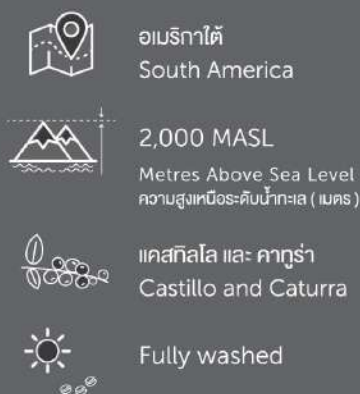 อเมริกาใต้
South America
2,000 MASL
Metres Above Sea Level
ความสูงเหนือระดับน้ำทะเล ( เมตร )
แคสทิลโล และ คาทูร่า
Castillo and Caturra
Fully washed